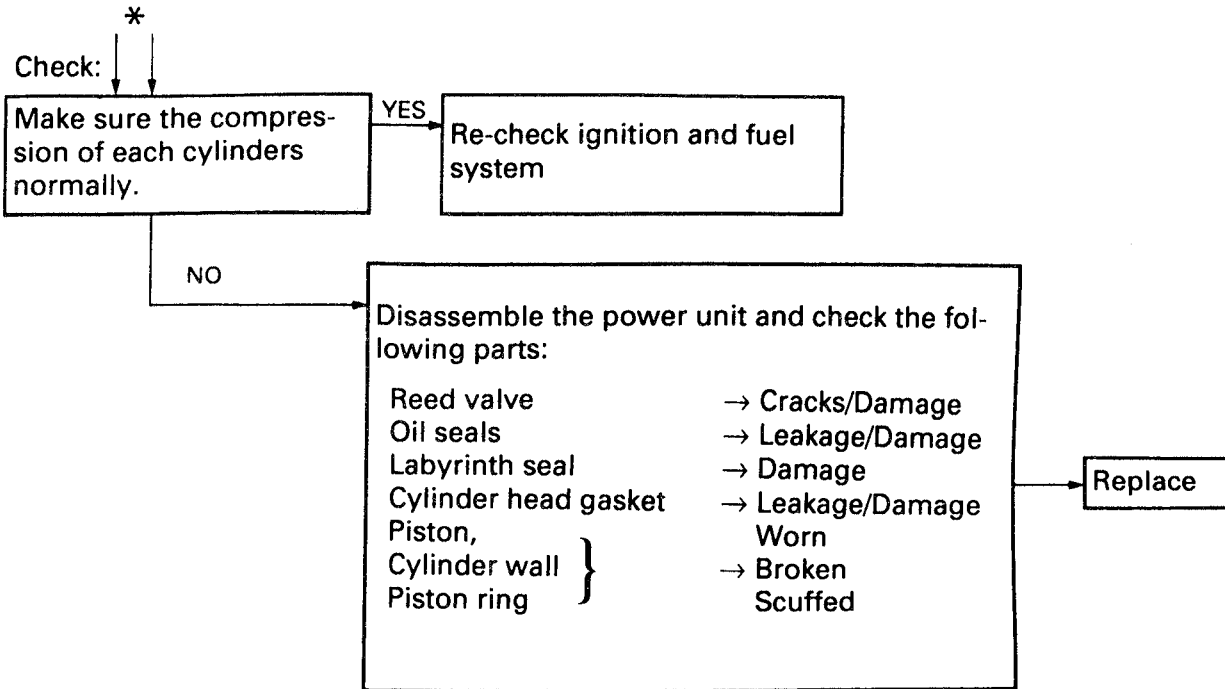 *
Check:
Make sure the compres-
sion of each cylinders
normally.
YES
Re-check ignition and fuel
system
NO
Disassemble the power unit and check the fol-
lowing parts:
Reed valve → Cracks/Damage
Oil seals → Leakage/Damage
Labyrinth seal → Damage
Cylinder head gasket → Leakage/Damage
Piston, Worn
Cylinder wall } → Broken
Piston ring Scuffed
Replace